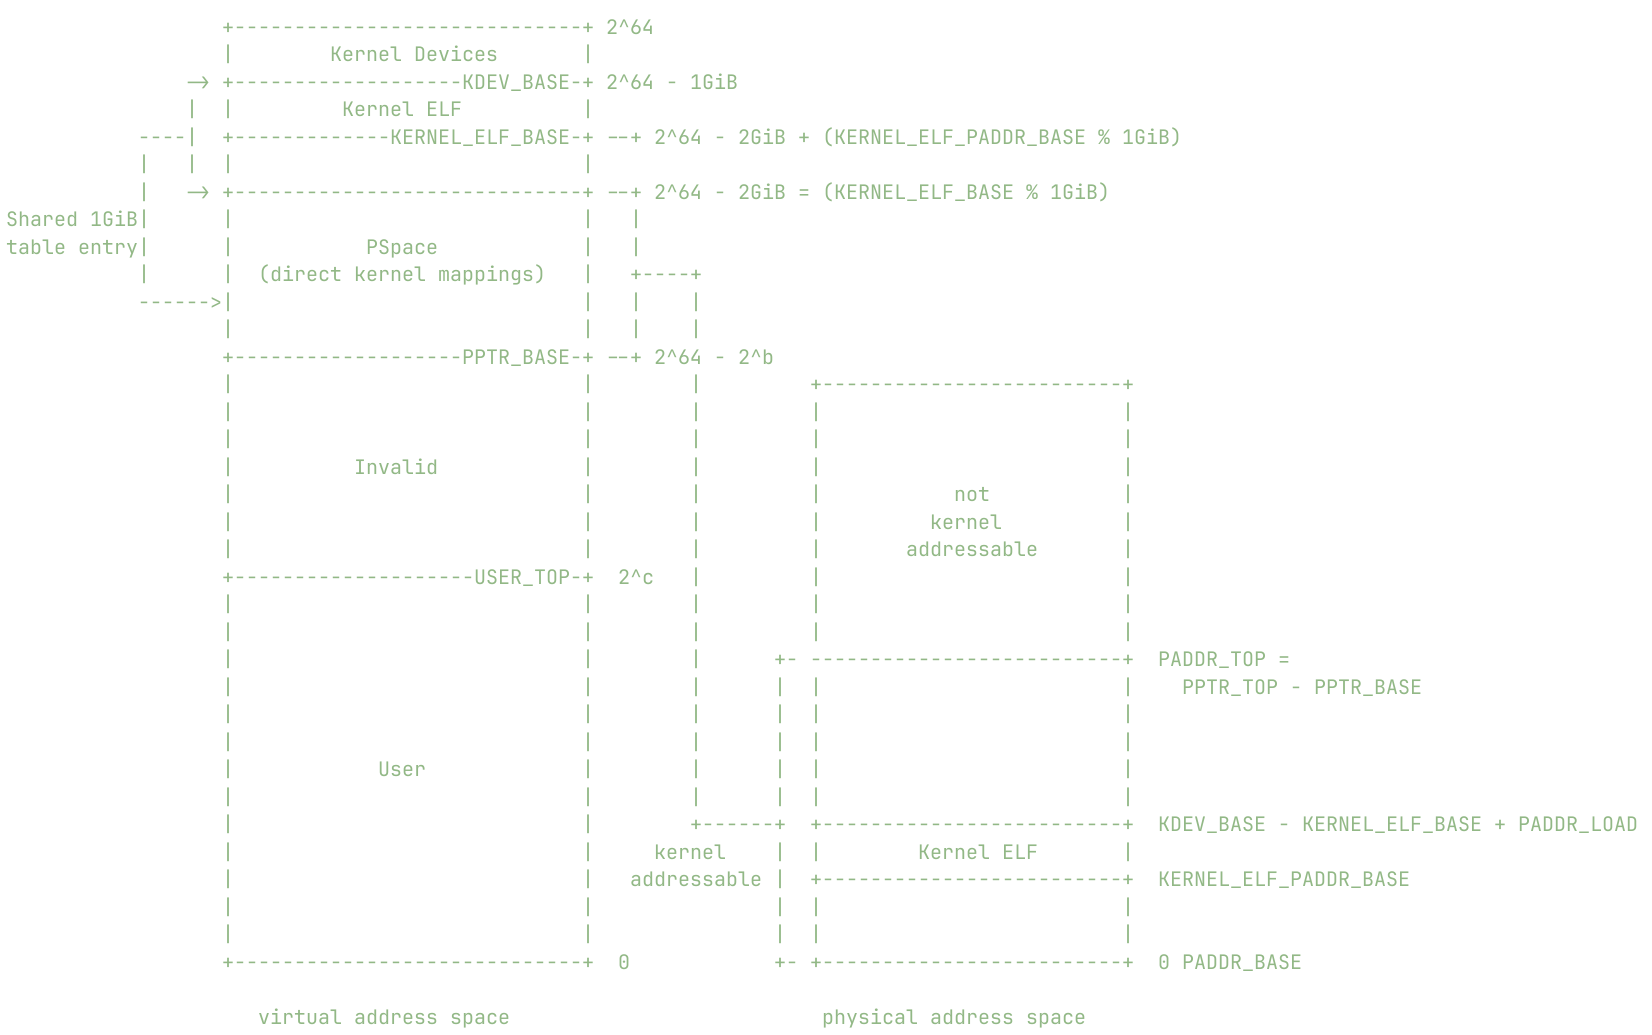 2^64
Kernel Devices
KDEV_BASE 2^64 - 1GiB
Kernel ELF
KERNEL_ELF_BASE 2^64 - 2GiB + (KERNEL_ELF_PADDR_BASE % 1GiB)
2^64 - 2GiB = (KERNEL_ELF_BASE % 1GiB)
Shared 1GiB
table entry PSpace
(direct kernel mappings)
PPTR_BASE 2^64 - 2^b
Invalid
not
kernel
addressable
USER_TOP 2^c
PADDR_TOP =
PPTR_TOP - PPTR_BASE
User
KDEV_BASE - KERNEL_ELF_BASE + PADDR_LOAD
kernel Kernel ELF
addressable KERNEL_ELF_PADDR_BASE
0 0 PADDR_BASE
virtual address space physical address space